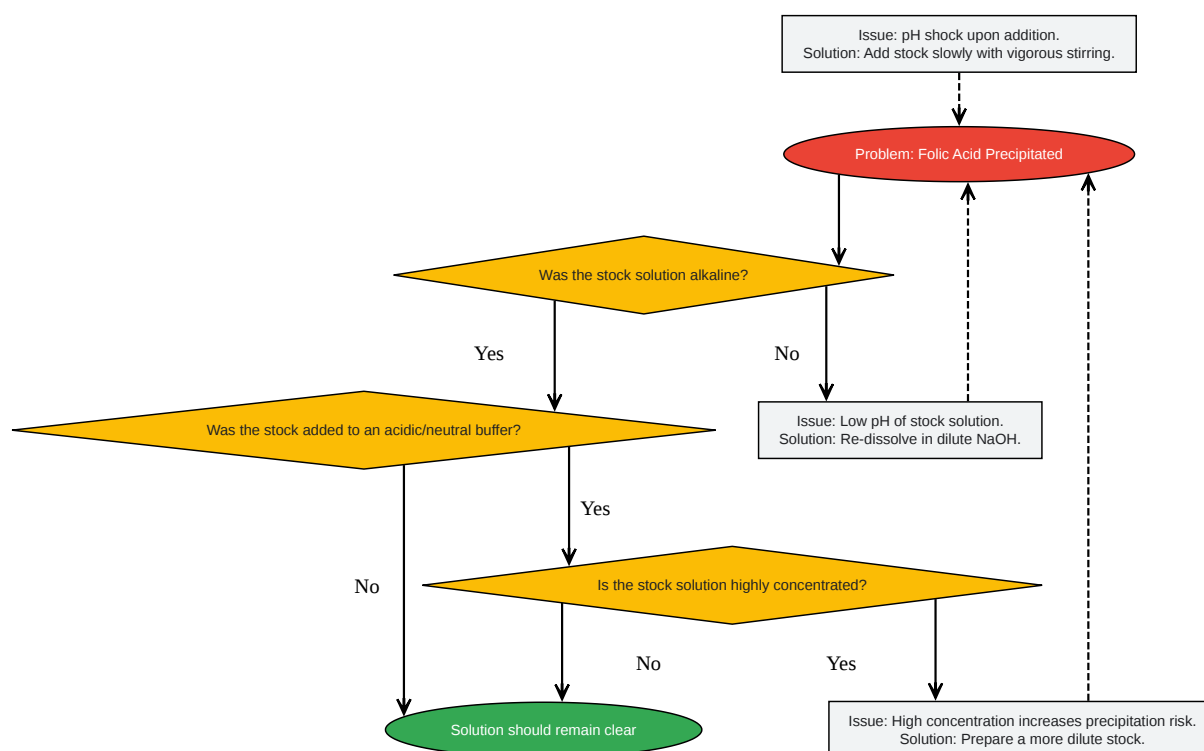 Issue: pH shock upon addition.
Solution: Add stock slowly with vigorous stirring.
Problem: Folic Acid Precipitated
Was the stock solution alkaline?
Yes
No
Was the stock added to an acidic/neutral buffer?
Issue: Low pH of stock solution.
Solution: Re-dissolve in dilute NaOH.
Yes
No
Is the stock solution highly concentrated?
No
Yes
Solution should remain clear
Issue: High concentration increases precipitation risk.
Solution: Prepare a more dilute stock.